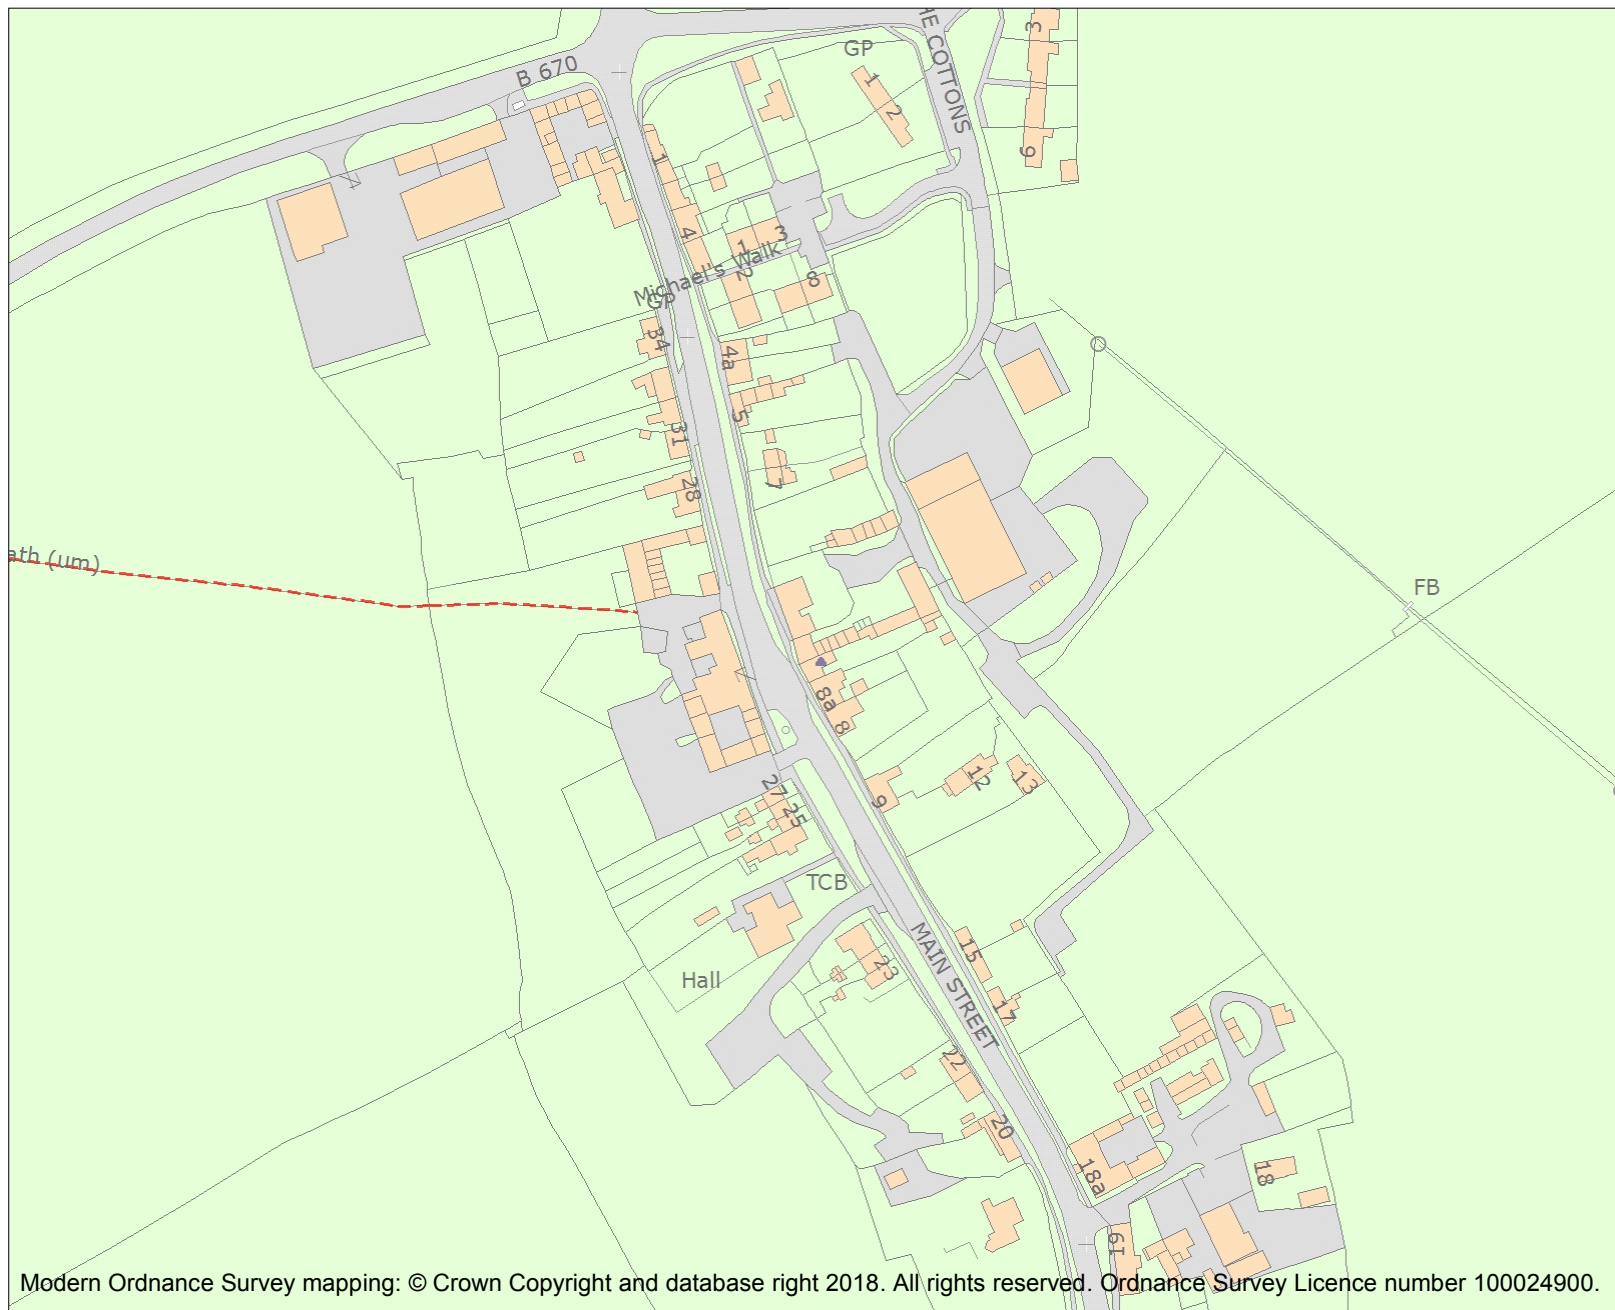 B 670
GP
THE COTTONS
3
1
2
6
1
4
3
1
Michael's Walk
2
8
GP
34
4a
5
31
7
28
ath (um)
FB
8a
8
27
25
9
12
13
TCB
MAIN STREET
15
Hall
23
17
22
20
18a
18
19
Modern Ordnance Survey mapping: © Crown Copyright and database right 2018. All rights reserved. Ordnance Survey Licence number 100024900.